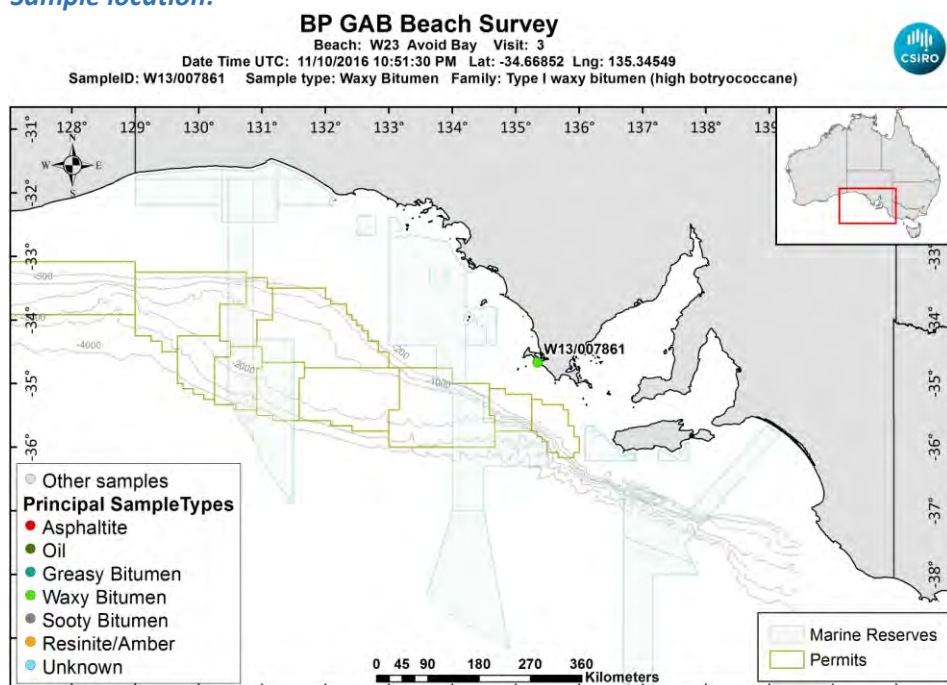 Sample location:
BP GAB Beach Survey
Beach: W23 Avoid Bay Visit: 3
Date Time UTC: 11/10/2016 10:51:30 PM Lat: -34.66852 Lng: 135.34549
SampleID: W13/007861 Sample type: Waxy Bitumen Family: Type I waxy bitumen (high botryococcane)
CSIRO
128° 129° 130° 131° 132° 133° 134° 135° 136° 137° 138° 139
-31°
-32°
-33°
-34°
-35°
-36°
-37°
-38°
-31°
-32°
-33°
-34°
-35°
-36°
-37°
-38°
N
W E
S
-200
-1000
-2000
-4000
W13/007861
Other samples
Principal SampleTypes
Asphaltite
Oil
Greasy Bitumen
Waxy Bitumen
Sooty Bitumen
Resinite/Amber
Unknown
0 45 90 180 270 360
Kilometers
Marine Reserves
Permits